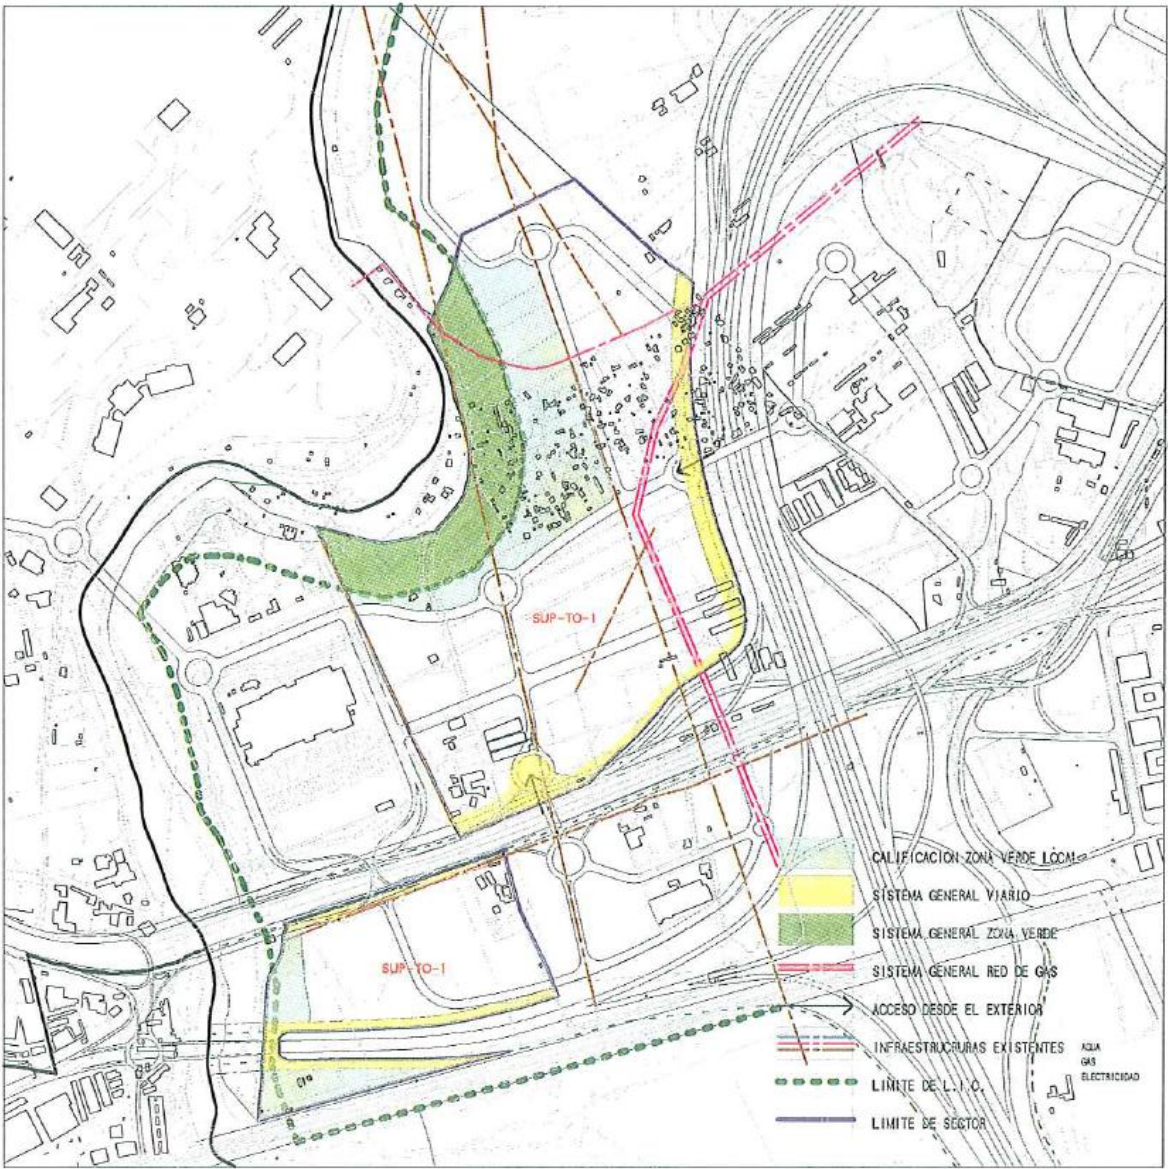 SUP-TO-1
SUP-TO-1
CALIFICACION ZONA VERDE LOCAL
SISTEMA GENERAL VIARIO
SISTEMA GENERAL ZONA VERDE
SISTEMA GENERAL RED DE GAS
ACCESO DESDE EL EXTERIOR
INFRAESTRUCRURAS EXISTENTES
AGUA
GAS
ELECTRICIDAD
LIMITE DE L.I.C.
LIMITE DE SECTOR